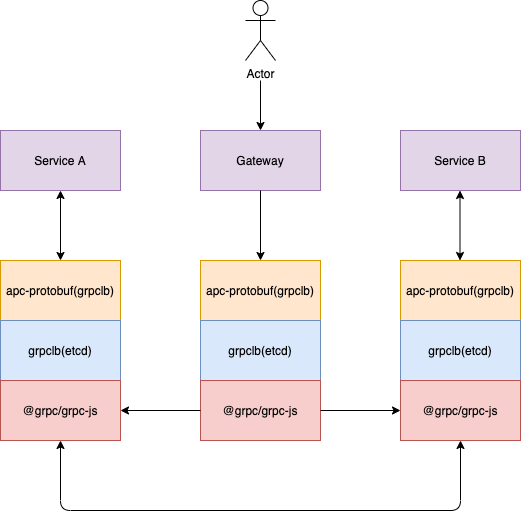 Actor
Service A
Gateway
Service B
apc-protobuf(grpclb)
apc-protobuf(grpclb)
apc-protobuf(grpclb)
grpclb(etcd)
grpclb(etcd)
grpclb(etcd)
@grpc/grpc-js
@grpc/grpc-js
@grpc/grpc-js